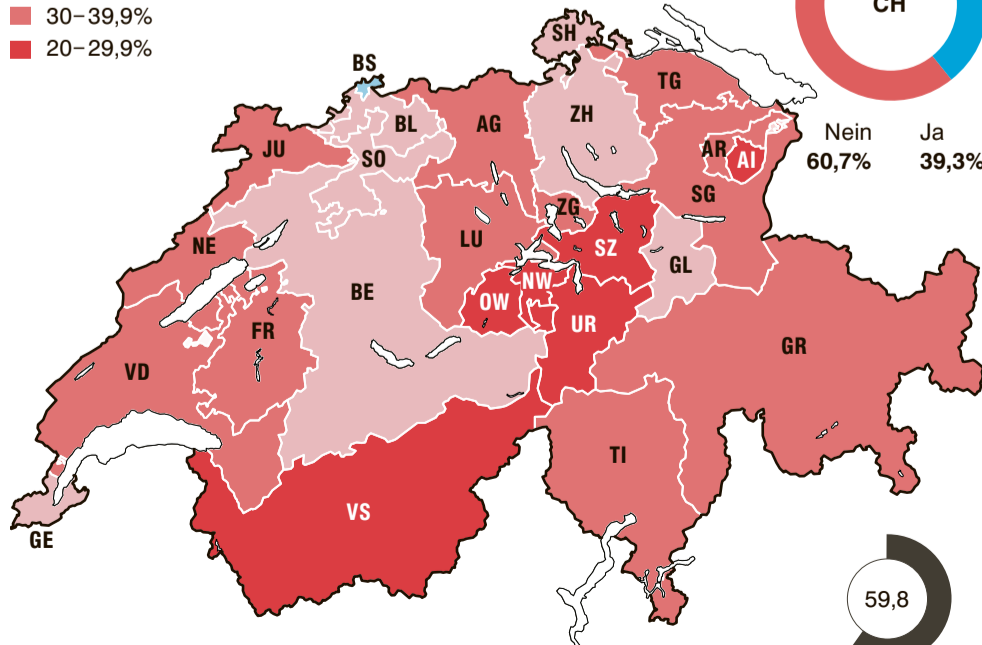 30–39,9%
20–29,9%
CH
Nein Ja
60,7% 39,3%
SH
BS
TG
ZH
BL
AG
JU
SO
AR
AI
SG
ZG
NE
LU
SZ
GL
NW
BE
OW
UR
FR
GR
VD
TI
VS
GE
59,8